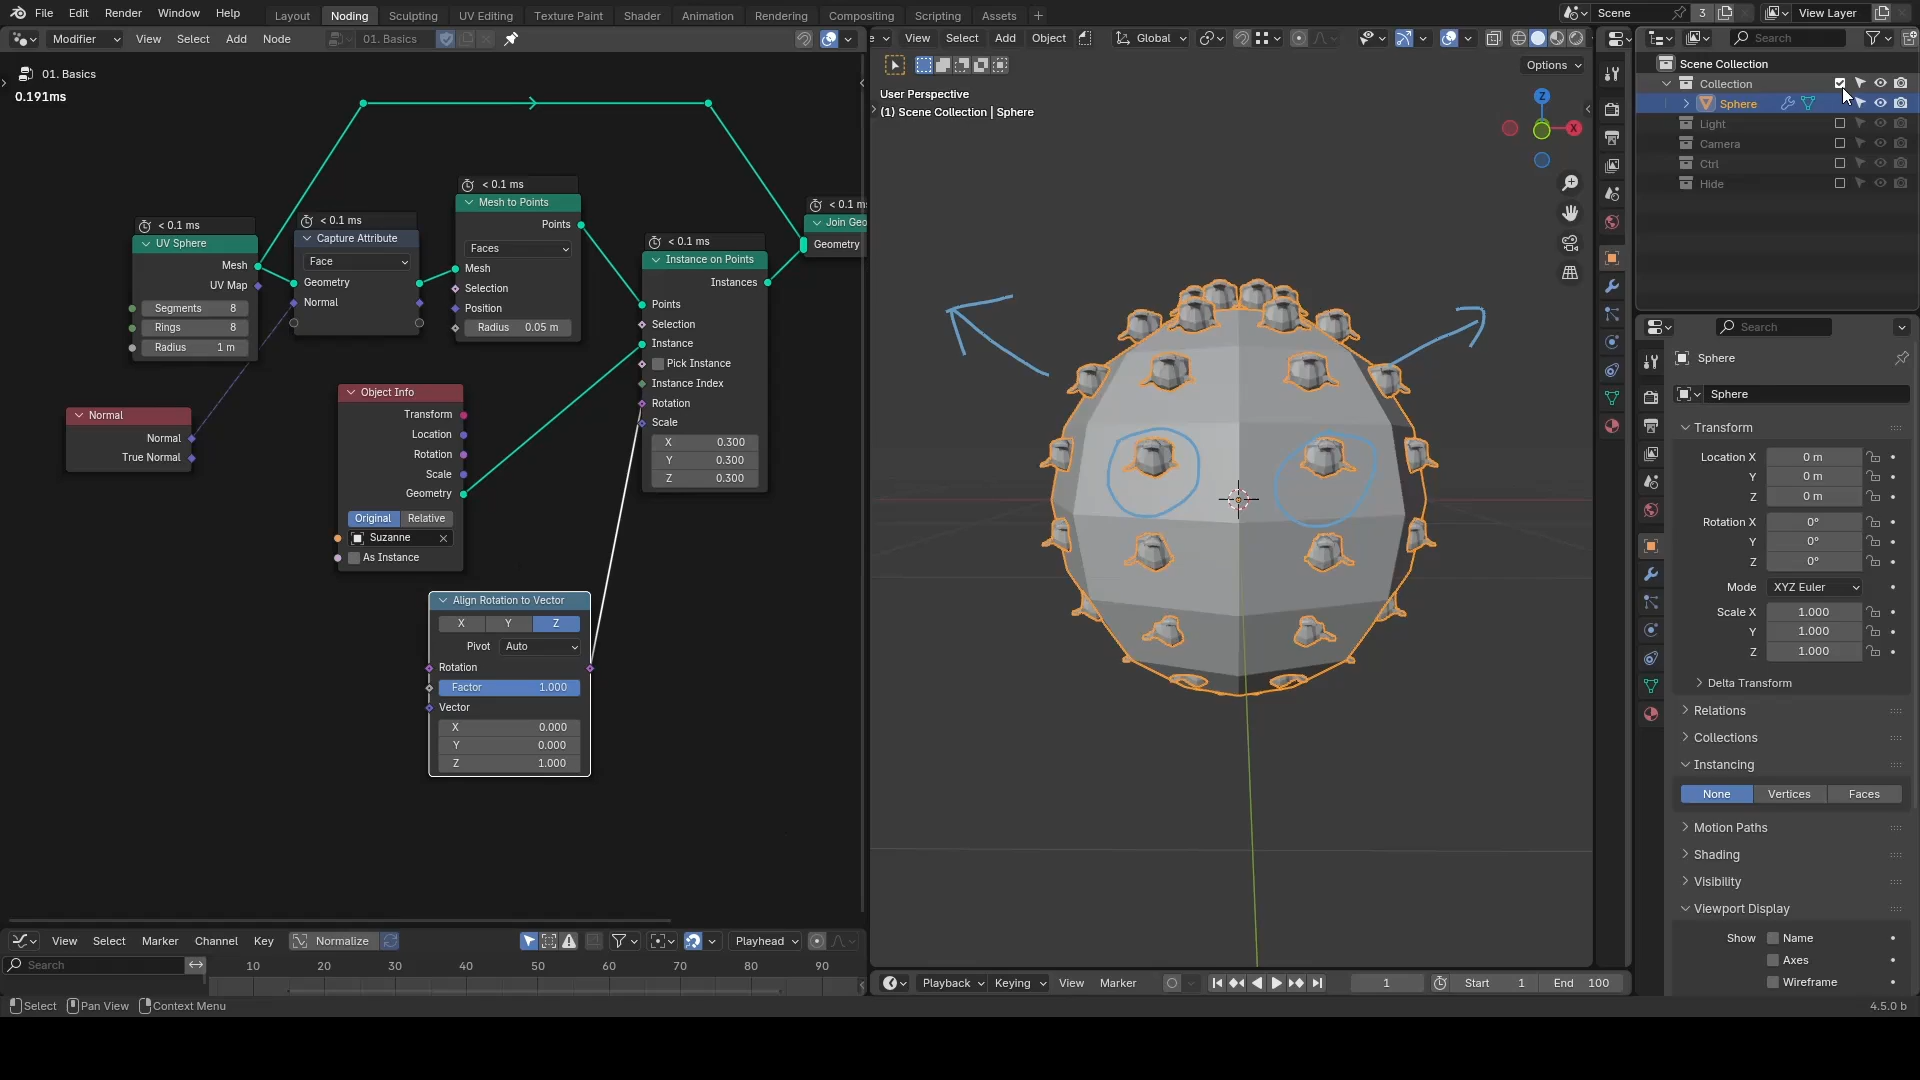 File Edit Render Window Help Layout Noding Sculpting UV Editing Texture Paint Shader Animation Rendering Compositing Scripting Assets + Scene 3 View Layer
Modifier View Select Add Node 01. Basics
View Select Add Object Global
Search
Options
01. Basics
0.191ms
User Perspective
(1) Scene Collection | Sphere
Z
X
Scene Collection
Collection
Sphere
Light
Camera
Ctrl
Hide
< 0.1 ms
UV Sphere
Mesh
UV Map
Segments 8
Rings 8
Radius 1 m
< 0.1 ms
Capture Attribute
Face
Geometry
Normal
< 0.1 ms
Mesh to Points
Points
Faces
Mesh
Selection
Position
Radius 0.05 m
< 0.1 ms
Instance on Points
Instances
Points
Selection
Instance
Pick Instance
Instance Index
Rotation
Scale
X 0.300
Y 0.300
Z 0.300
< 0.1 m
Join Geo
Geometry
Normal
Normal
True Normal
Object Info
Transform
Location
Rotation
Scale
Geometry
Original Relative
Suzanne
As Instance
Align Rotation to Vector
X Y Z
Pivot Auto
Rotation
Factor 1.000
Vector
X 0.000
Y 0.000
Z 1.000
Search
Sphere
Sphere
Transform
Location X 0 m
Y 0 m
Z 0 m
Rotation X 0°
Y 0°
Z 0°
Mode XYZ Euler
Scale X 1.000
Y 1.000
Z 1.000
Delta Transform
Relations
Collections
Instancing
None Vertices Faces
Motion Paths
Shading
Visibility
Viewport Display
Show Name
Axes
Wireframe
View Select Marker Channel Key Normalize Playhead
Search
10 20 30 40 50 60 70 80 90
Playback Keying View Marker 1 Start 1 End 100
Select Pan View Context Menu
4.5.0 b